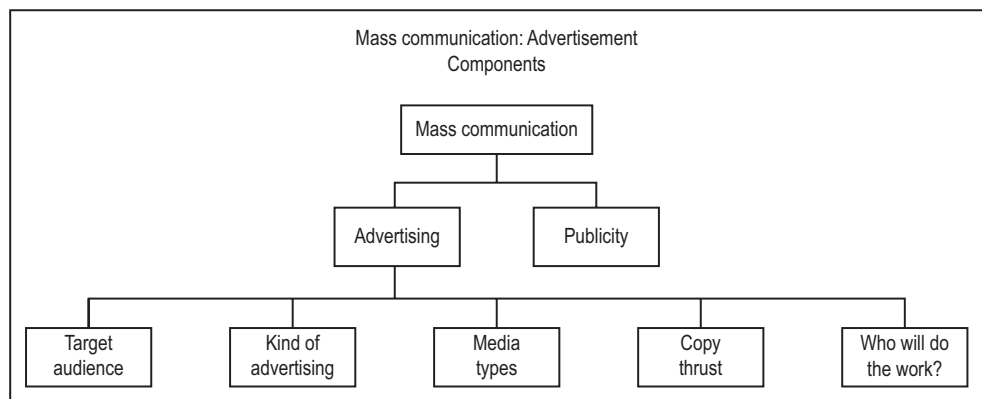 Mass communication: Advertisement
Components
Mass communication
Advertising
Publicity
Target
audience
Kind of
advertising
Media
types
Copy
thrust
Who will do
the work?